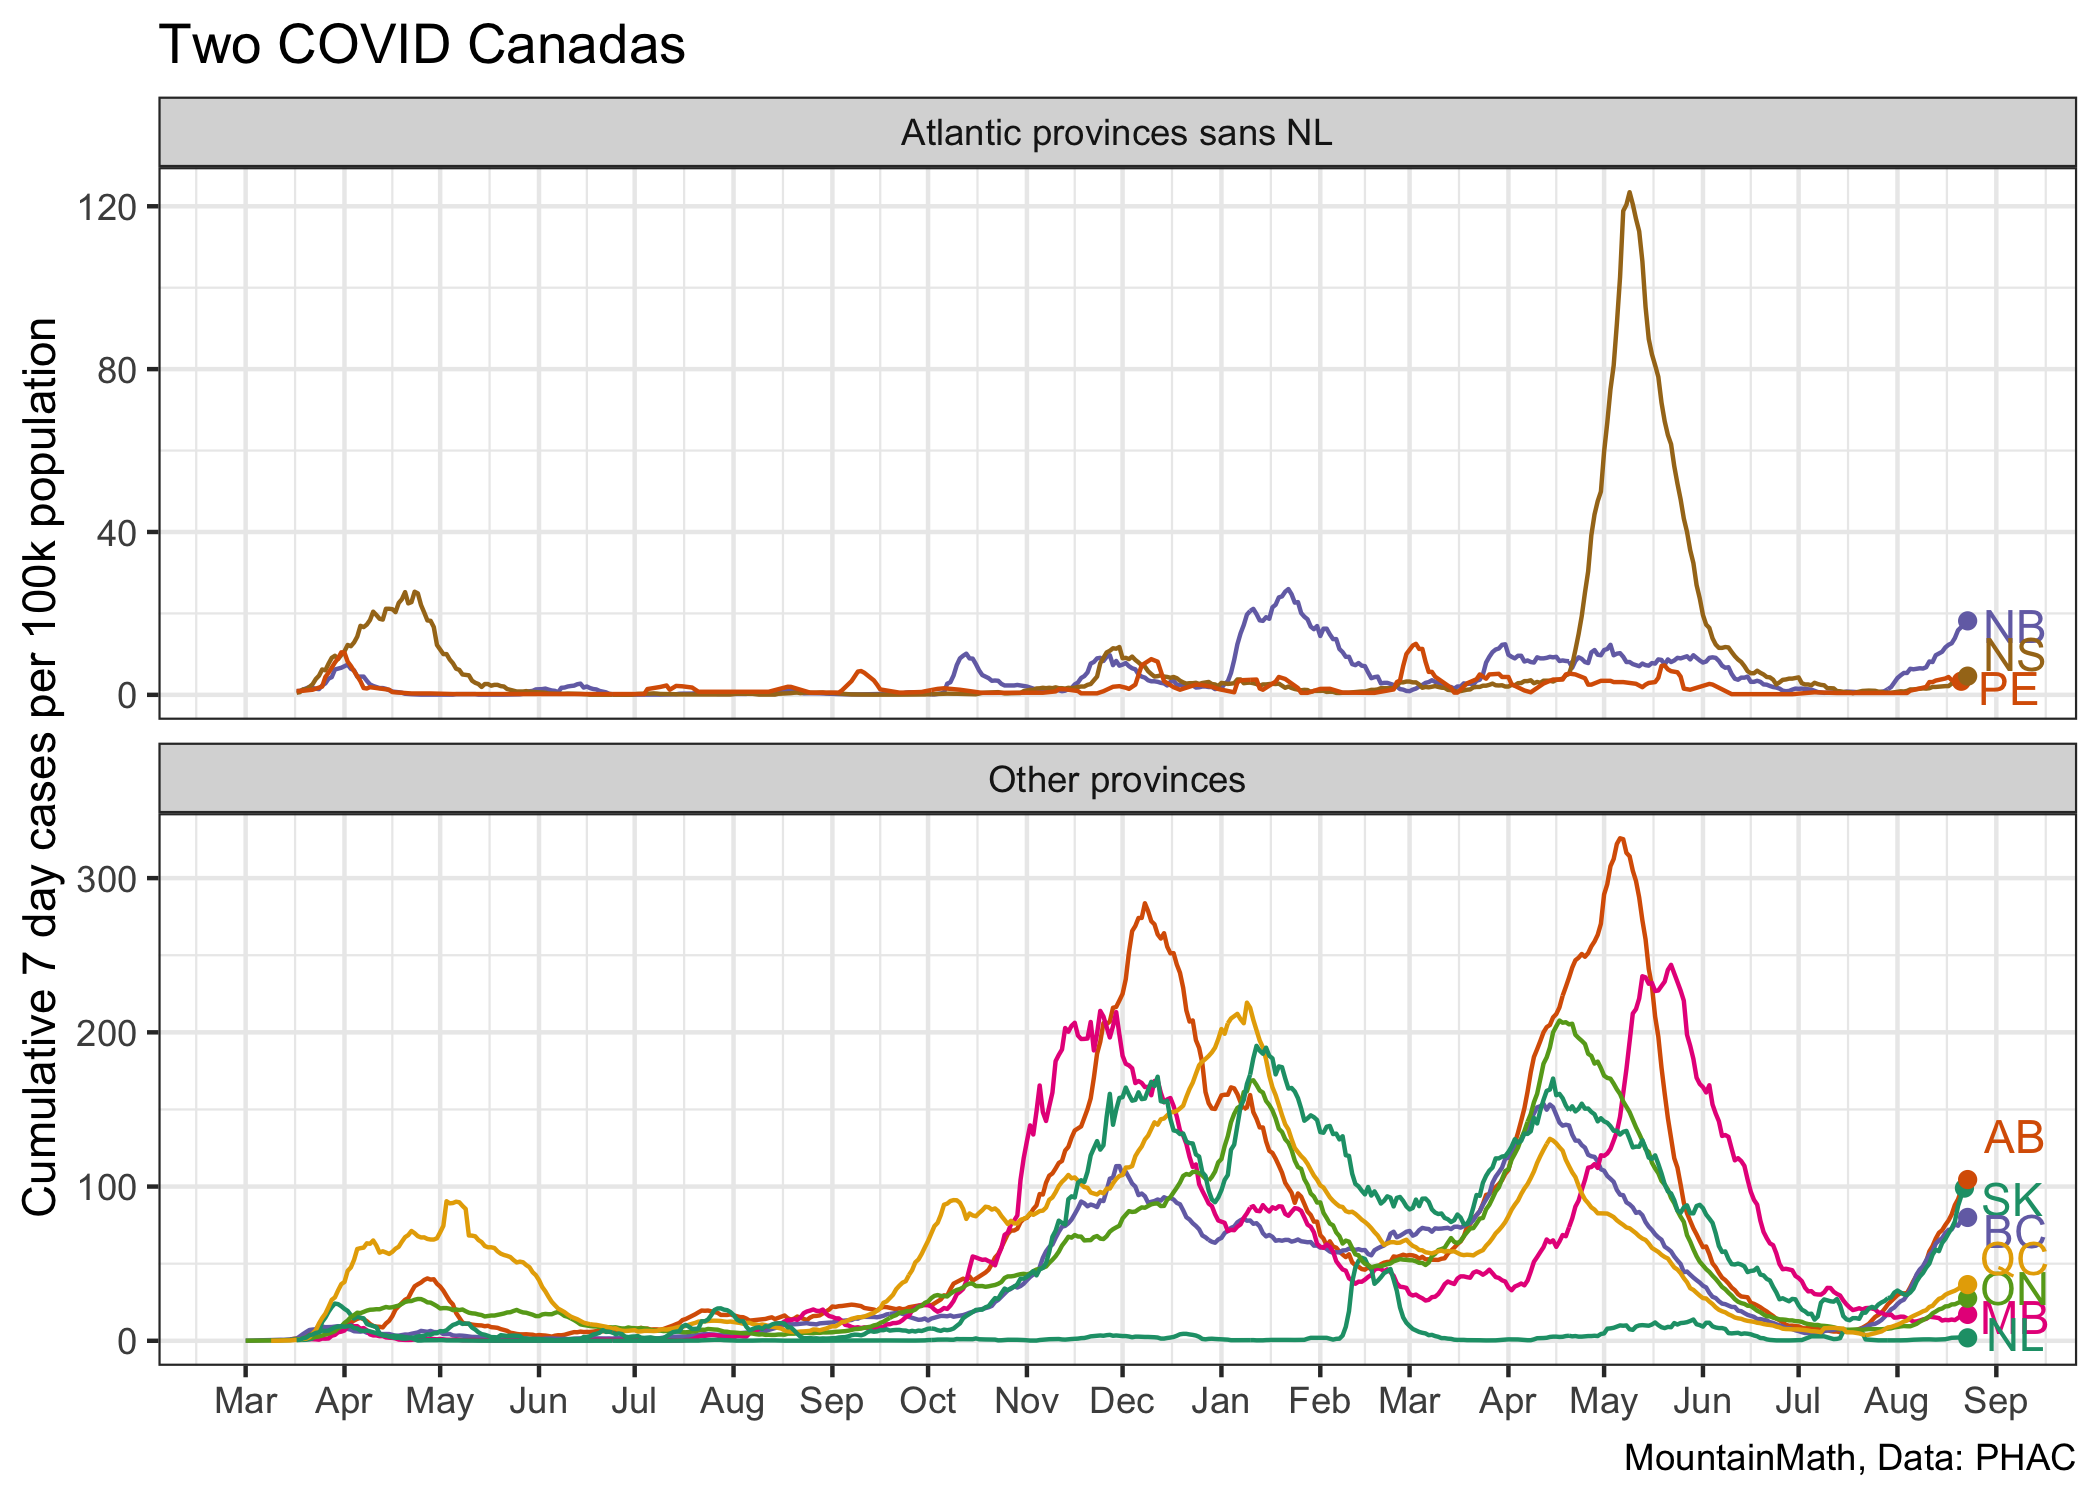 Two COVID Canadas
Atlantic provinces sans NL
120
80
40
0
NB
NS
PE
Cumulative 7 day cases per 100k population
Other provinces
300
200
100
0
AB
SK
BC
QC
ON
MB
NL
Mar Apr May Jun Jul Aug Sep Oct Nov Dec Jan Feb Mar Apr May Jun Jul Aug Sep
MountainMath, Data: PHAC